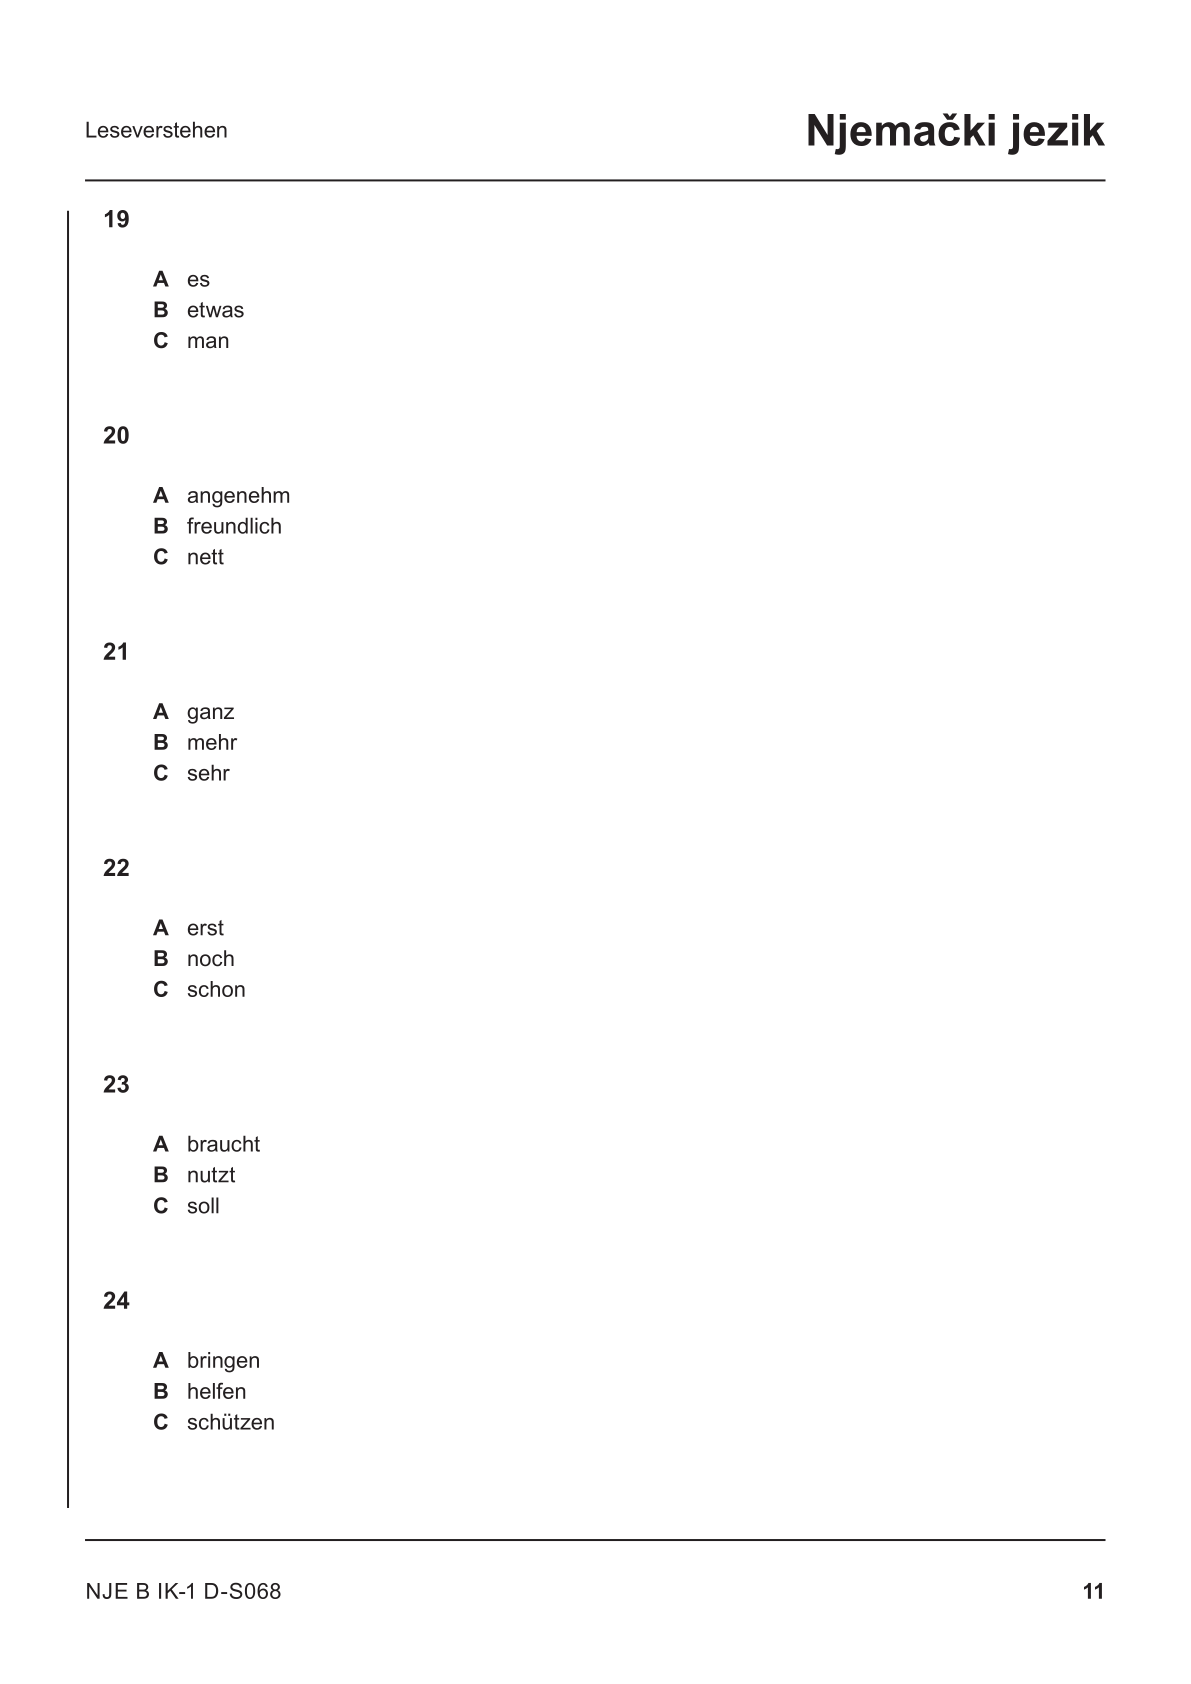 Leseverstehen
Njemački jezik
19
A es
B etwas
C man
20
A angenehm
B freundlich
C nett
21
A ganz
B mehr
C sehr
22
A erst
B noch
C schon
23
A braucht
B nutzt
C soll
24
A bringen
B helfen
C schützen
NJE B IK-1 D-S068
11